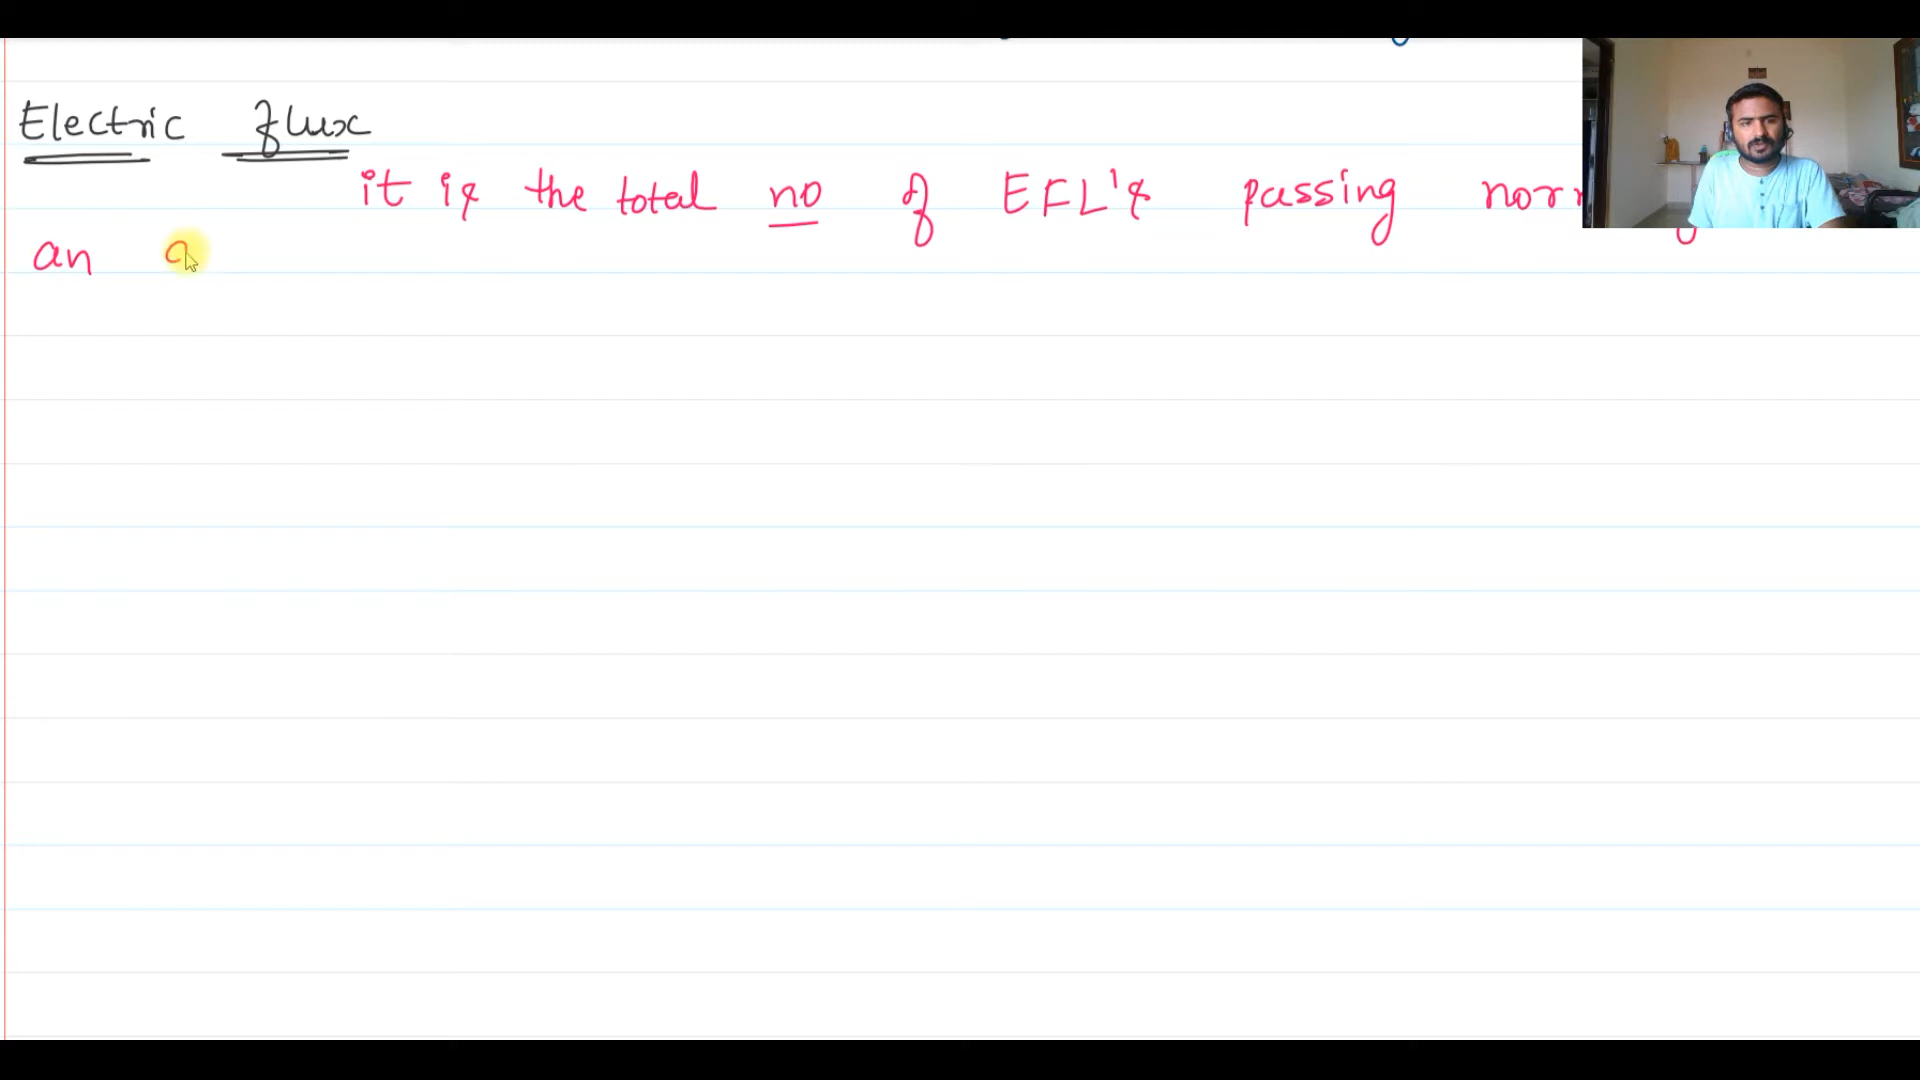 Electric flux
it is the total no of EFL's passing
an